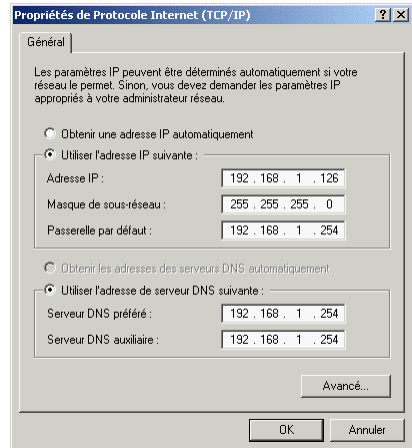 Propriétés de Protocole Internet (TCP/IP)
Général
Les paramètres IP peuvent être déterminés automatiquement si votre
réseau le permet. Sinon, vous devez demander les paramètres IP
appropriés à votre administrateur réseau.
Obtenir une adresse IP automatiquement
Utiliser l'adresse IP suivante :
Adresse IP : 192 . 168 . 1 . 126
Masque de sous-réseau : 255 . 255 . 255 . 0
Passerelle par défaut : 192 . 168 . 1 . 254
Obtenir les adresses des serveurs DNS automatiquement
Utiliser l'adresse de serveur DNS suivante :
Serveur DNS préféré : 192 . 168 . 1 . 254
Serveur DNS auxiliaire : 192 . 168 . 1 . 254
Avancé...
OK Annuler